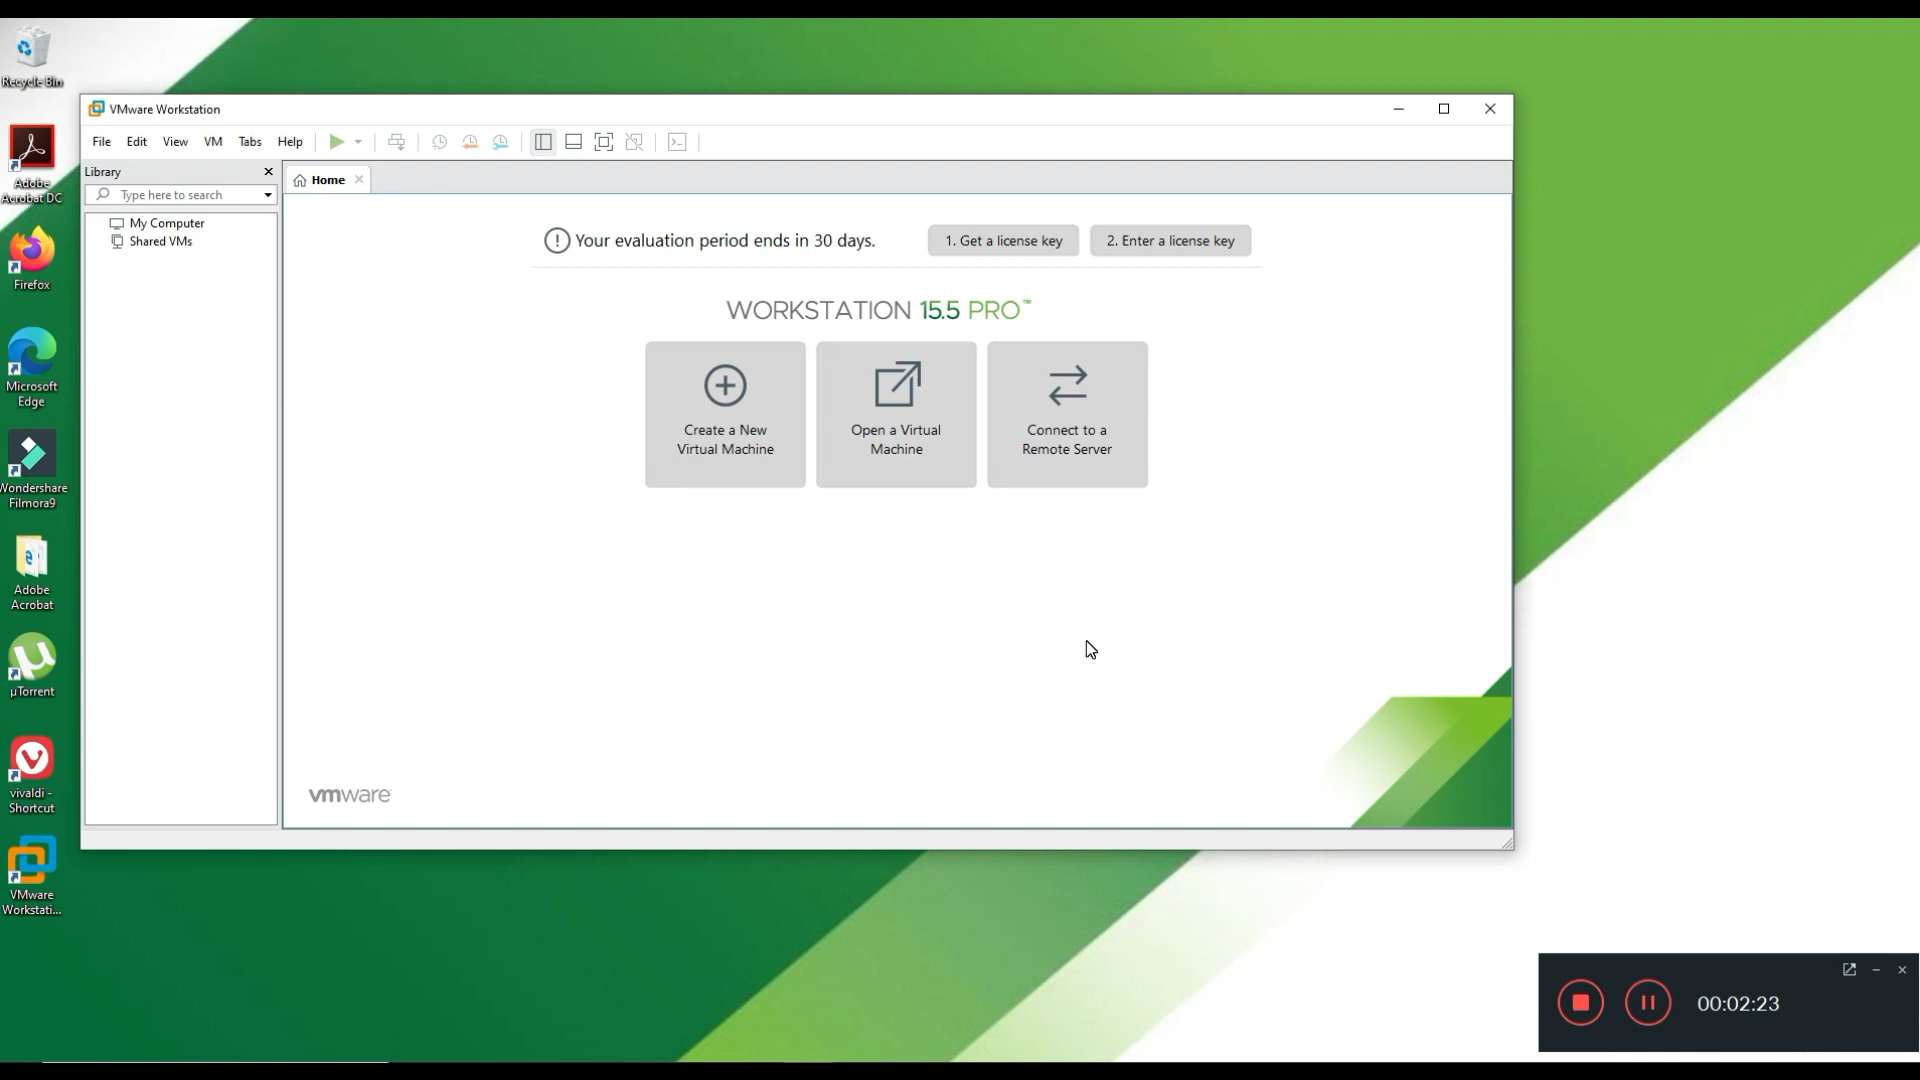 Recycle Bin
Adobe
Acrobat DC
Firefox
Microsoft
Edge
Wondershare
Filmora9
Adobe
Acrobat
µTorrent
vivaldi -
Shortcut
VMware
Workstati...
VMware Workstation
File Edit View VM Tabs Help
Library
Type here to search
My Computer
Shared VMs
Home
Your evaluation period ends in 30 days.
1. Get a license key
2. Enter a license key
WORKSTATION 15.5 PRO™
Create a New
Virtual Machine
Open a Virtual
Machine
Connect to a
Remote Server
vmware
00:02:23